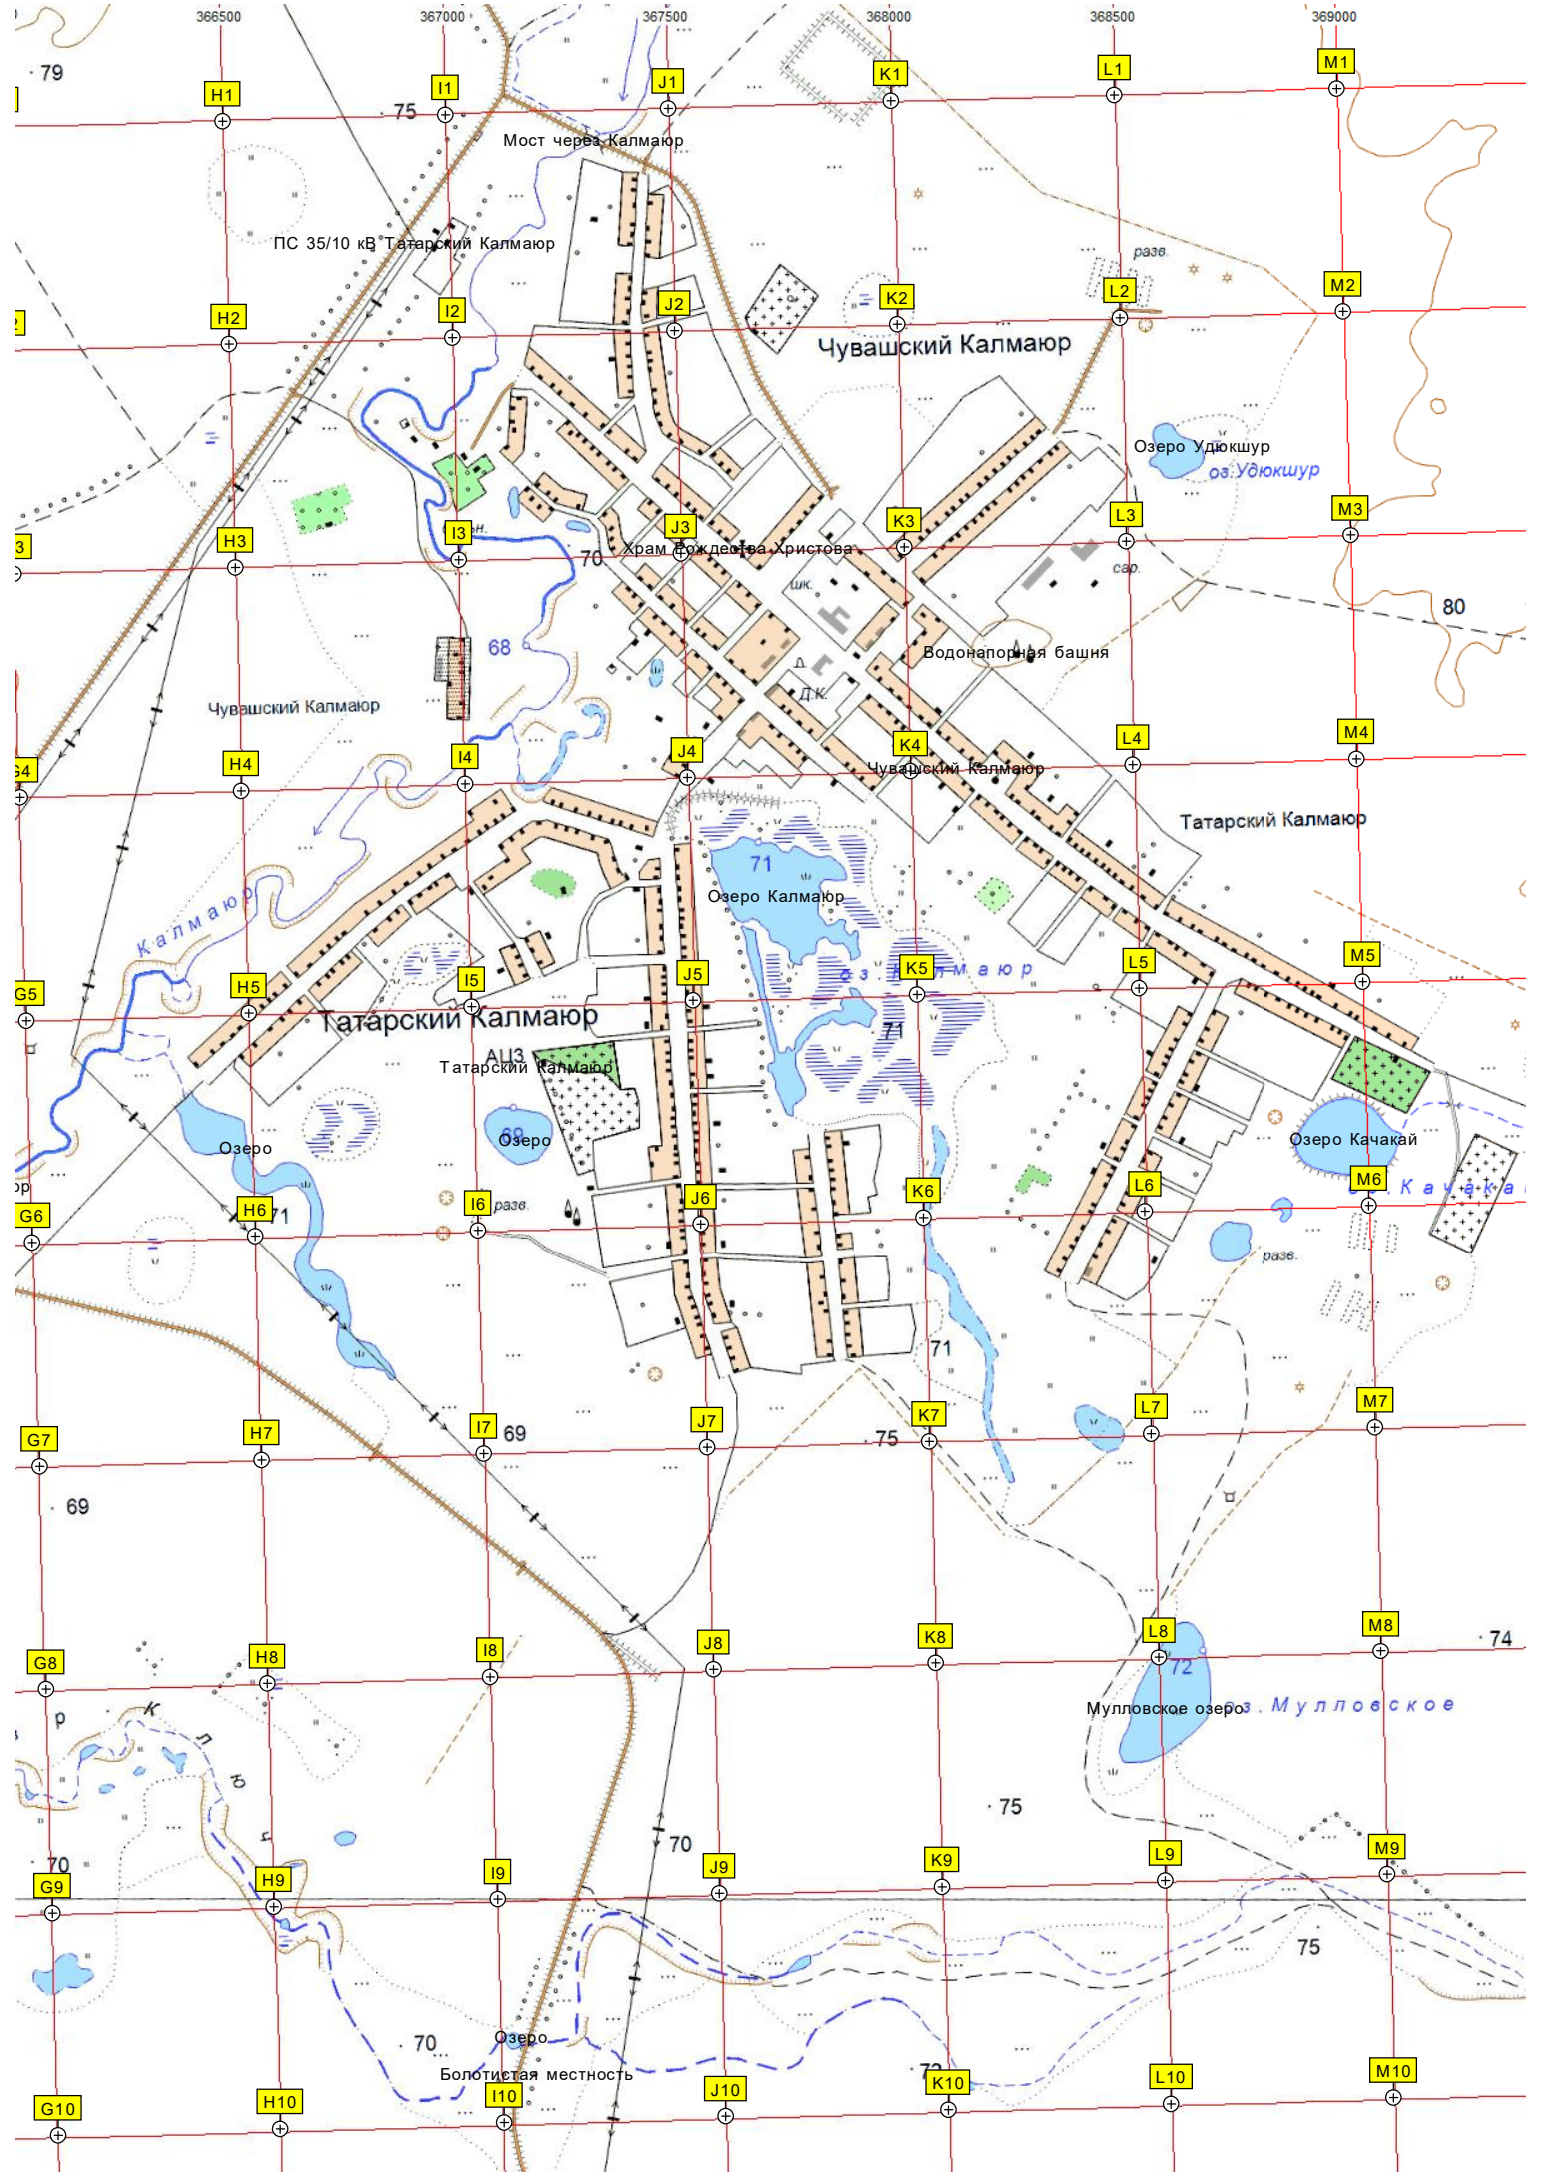 366500 367000 367500 368000 368500 369000
79
H1 I1 J1 K1 L1 M1
75
Мост через Калмаюр
ПС 35/10 кВ Татарский Калмаюр
разв.
H2 I2 J2 K2 L2 M2
Чувашский Калмаюр
Озеро Удюкшур
оз.Удюкшур
H3 I3 J3 K3 L3 M3
70
Храм Рождества Христова
шк.
сар.
80
68
Водонапорная башня
Д.К.
Чувашский Калмаюр
G4 H4 I4 J4 K4 L4 M4
Чувашский Калмаюр
Татарский Калмаюр
71
Озеро Калмаюр
Калмаюр
G5 H5 I5 J5 K5 L5 M5
Татарский Калмаюр
71
АЦЗ
Татарский Калмаюр
69
Озеро
Озеро
Озеро Качакай
G6 H6 I6 J6 K6 L6 M6
71
разв.
разв.
71
G7 H7 I7 J7 K7 L7 M7
69
75
69
G8 H8 I8 J8 K8 L8 M8
74
72
Мулловское озеро
оз.Мулловское
р К л ю ч
75
70
70
G9 H9 I9 J9 K9 L9 M9
75
70
Озеро
Болотистая местность
G10 H10 I10 J10 K10 L10 M10